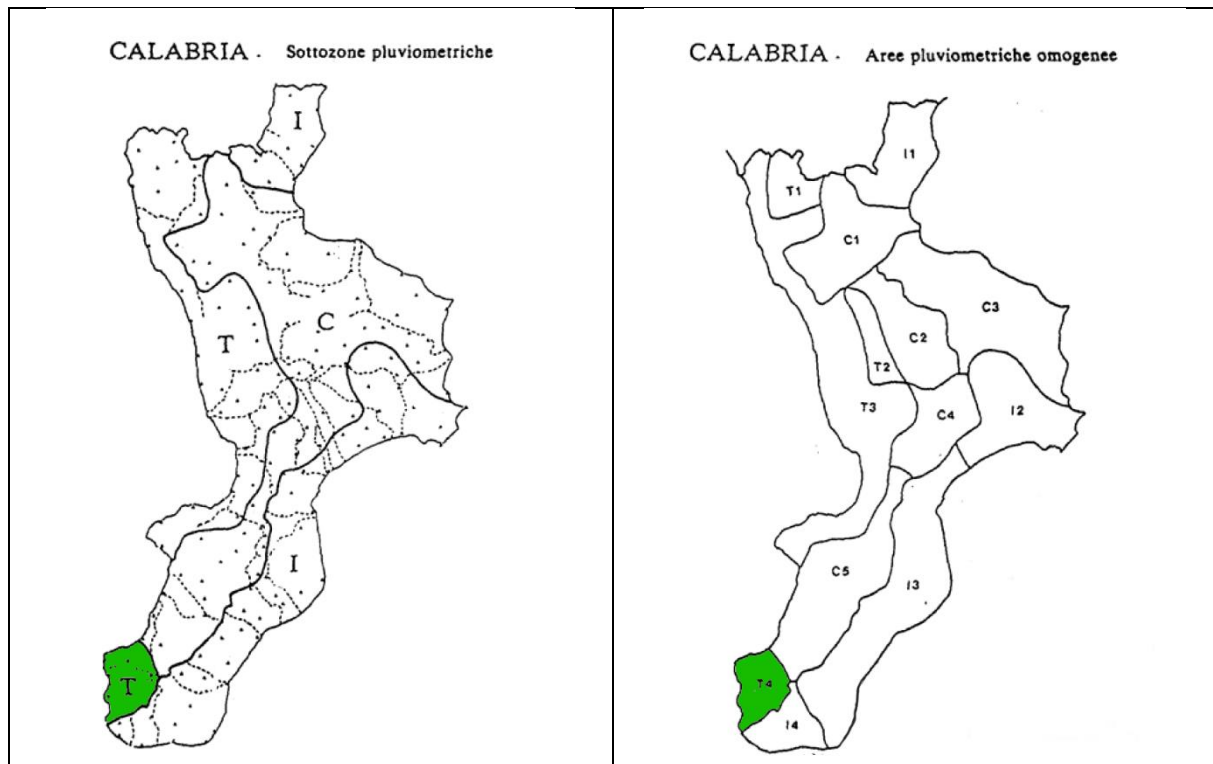 CALABRIA . Sottozone pluviometriche
I
C
T
I
T
CALABRIA . Aree pluviometriche omogenee
I1
T1
C1
C3
C2
T2
T3
C4
I2
C5
I3
T4
I4